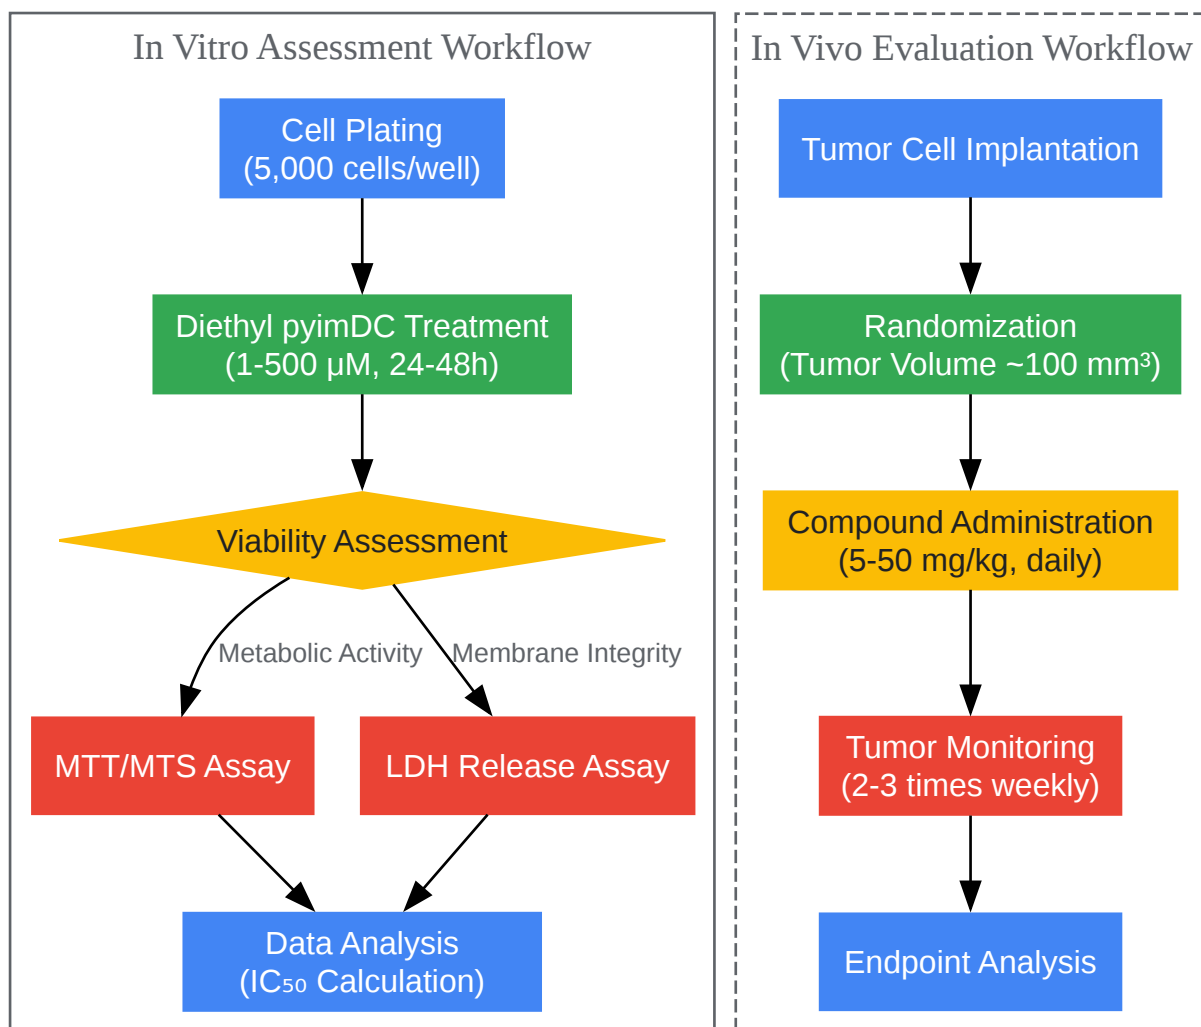 In Vitro Assessment Workflow
Cell Plating
(5,000 cells/well)
Diethyl pyimDC Treatment
(1-500 μM, 24-48h)
Viability Assessment
Metabolic Activity
Membrane Integrity
MTT/MTS Assay
LDH Release Assay
Data Analysis
(IC₅₀ Calculation)
In Vivo Evaluation Workflow
Tumor Cell Implantation
Randomization
(Tumor Volume ~100 mm³)
Compound Administration
(5-50 mg/kg, daily)
Tumor Monitoring
(2-3 times weekly)
Endpoint Analysis